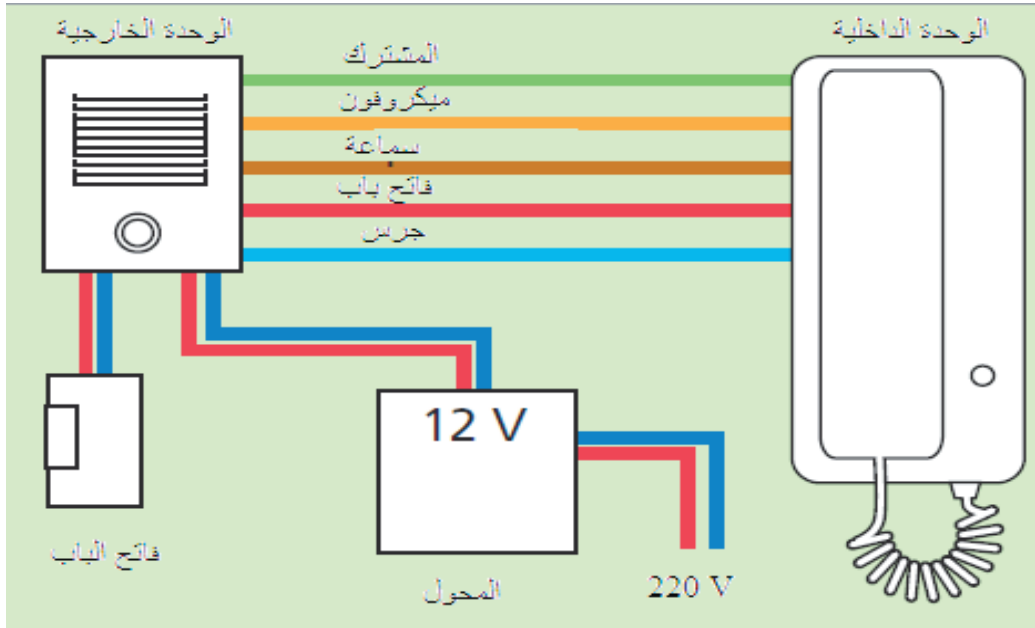 الوحدة الداخلية
الوحدة الخارجية
المشترك
ميكروفون
سماعة
فاتح باب
جرس
12 V
فاتح الباب
المحول
220 V